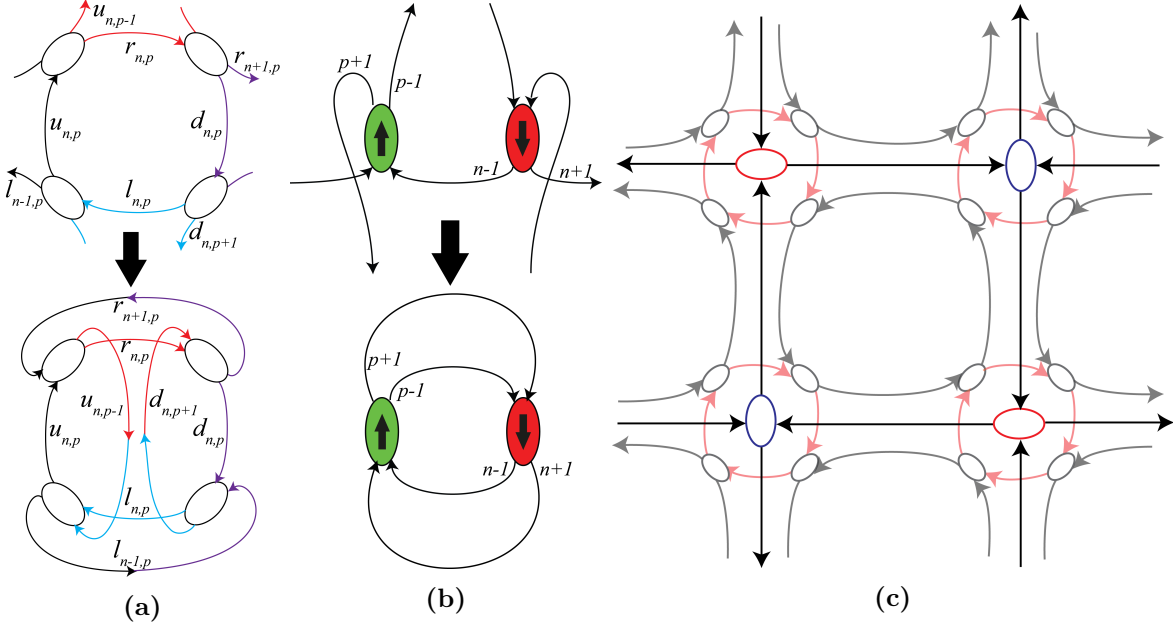 u_{n,p-1}
r_{n,p}
r_{n+1,p}
u_{n,p}
d_{n,p}
l_{n-1,p}
l_{n,p}
d_{n,p+1}
r_{n+1,p}
r_{n,p}
u_{n,p-1}
d_{n,p+1}
u_{n,p}
d_{n,p}
l_{n,p}
l_{n-1,p}
(a)
p+1
p-1
n-1
n+1
p+1
p-1
n-1
n+1
(b)
(c)